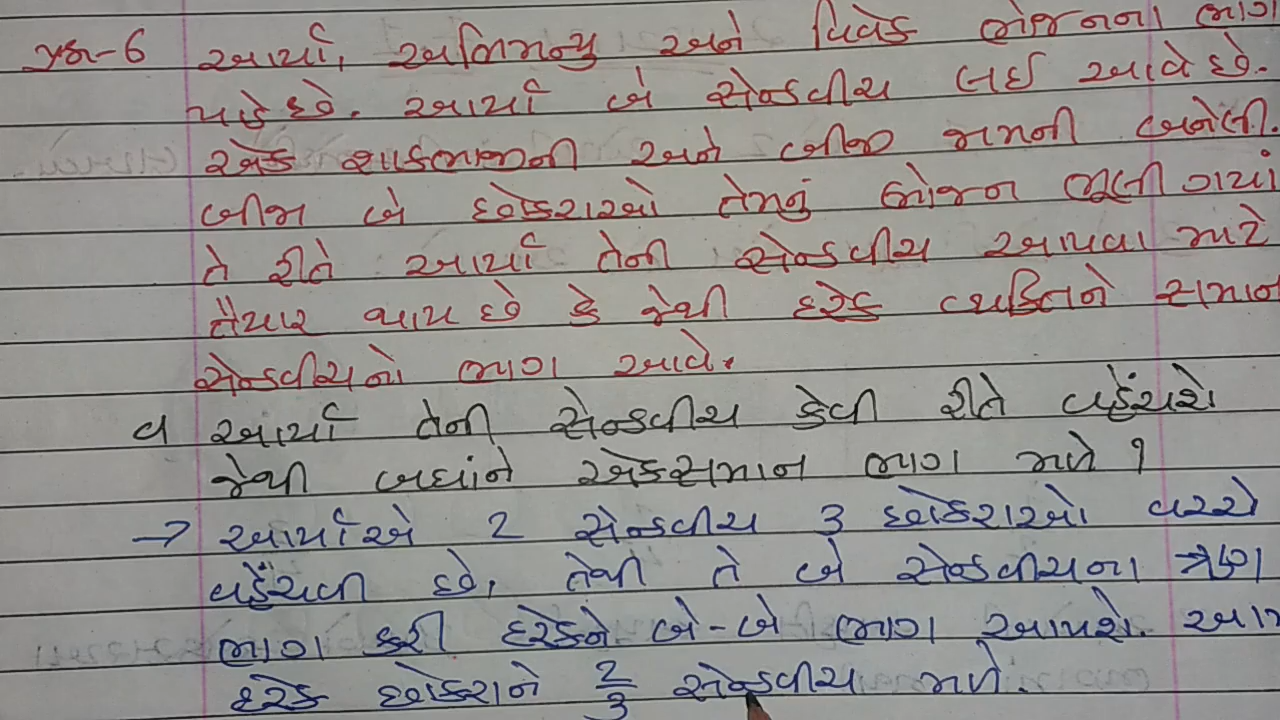 પ્રશ્ન-6 આર્યા, અભિમન્યુ અને વિવેક ભોજનના ભાગ
પાડે છે. આર્યા બે સેન્ડવીચ લઈ આવે છે.
એક શાકભાજીની અને બીજી જામની બનેલી.
બીજા બે છોકરાઓ તેમનું ભોજન ભૂલી ગયાં
તે રીતે આર્યા તેની સેન્ડવીચ આપવા માટે
તૈયાર થાય છે કે જેથી દરેક વ્યક્તિને સમાન
સેન્ડવીચનો ભાગ આવે.
a આર્યા તેની સેન્ડવીચ કેવી રીતે વહેંચશે
જેથી બધાંને એકસમાન ભાગ મળે ?
→ આર્યાએ 2 સેન્ડવીચ 3 છોકરાઓ વચ્ચે
વહેંચવી છે, તેથી તે બે સેન્ડવીચના ત્રણ
ભાગ કરી દરેકને બે-બે ભાગ આપશે. આમ
દરેક છોકરાને 2/3 સેન્ડવીચ મળે.